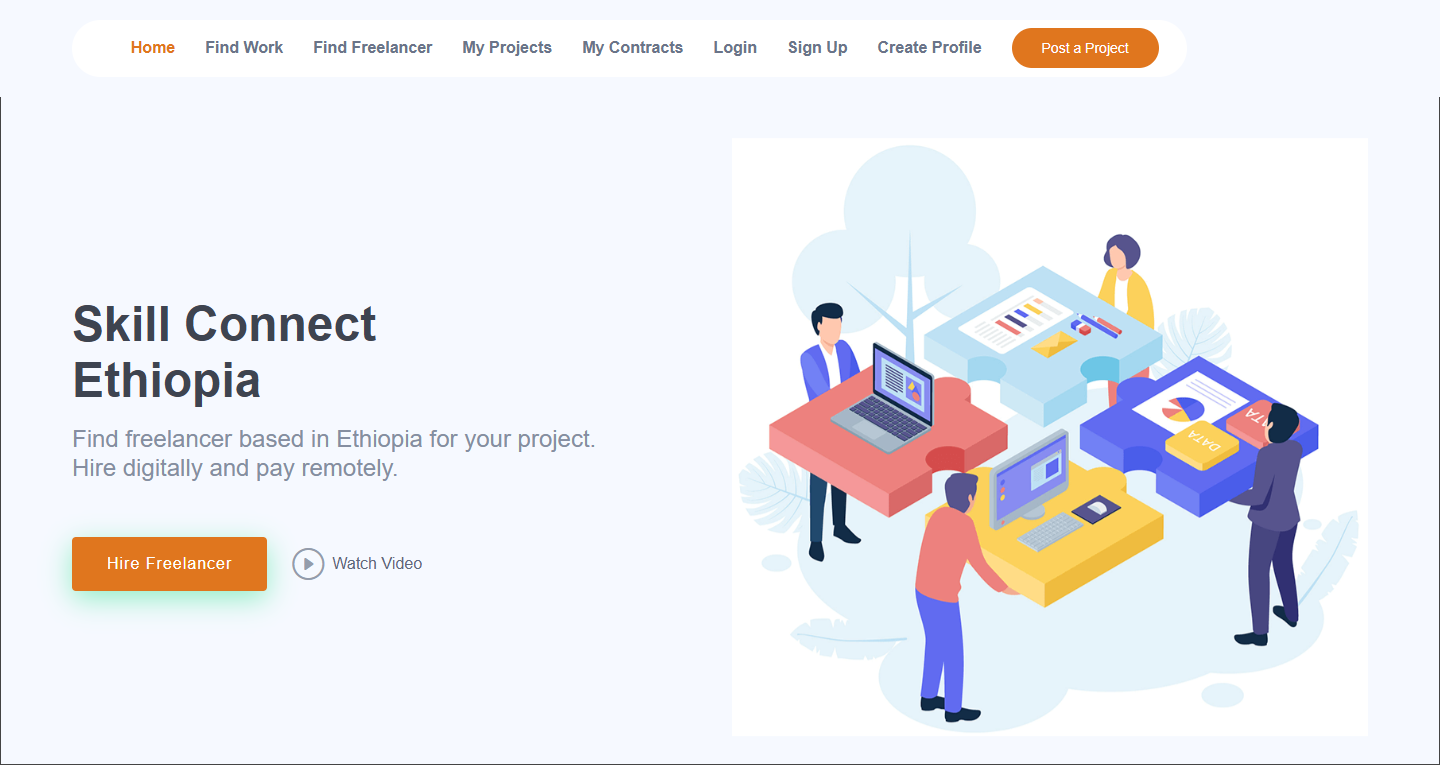 Home Find Work Find Freelancer My Projects My Contracts Login Sign Up Create Profile Post a Project
Skill Connect
Ethiopia
Find freelancer based in Ethiopia for your project.
Hire digitally and pay remotely.
Hire Freelancer Watch Video
DATA
DATA